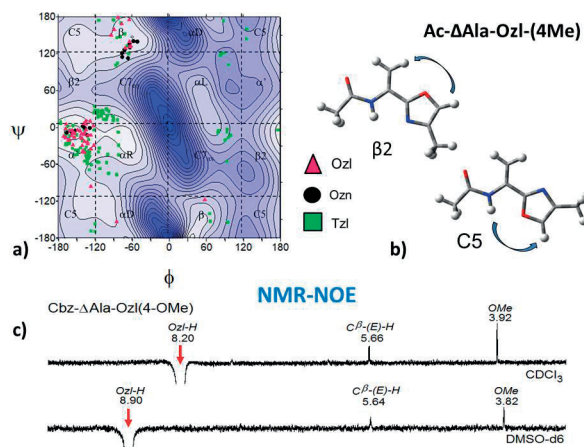 a)
180
120
60
0
-60
-120
-180
ψ
C5
β
αD
C5
C7
β2
αL
α'
α
αR
C7
β2
C5
αD
β
C5
-180 -120 -60 0 60 120 180
ϕ
Ozl
Ozn
Tzl
Ac-ΔAla-Ozl-(4Me)
β2
C5
b)
NMR-NOE
c)
Cbz-ΔAla-Ozl(4-OMe)
Ozl-H
8.20
Cᵝ-(E)-H
5.66
OMe
3.92
CDCl₃
Ozl-H
8.90
Cᵝ-(E)-H
5.64
OMe
3.82
DMSO-d6